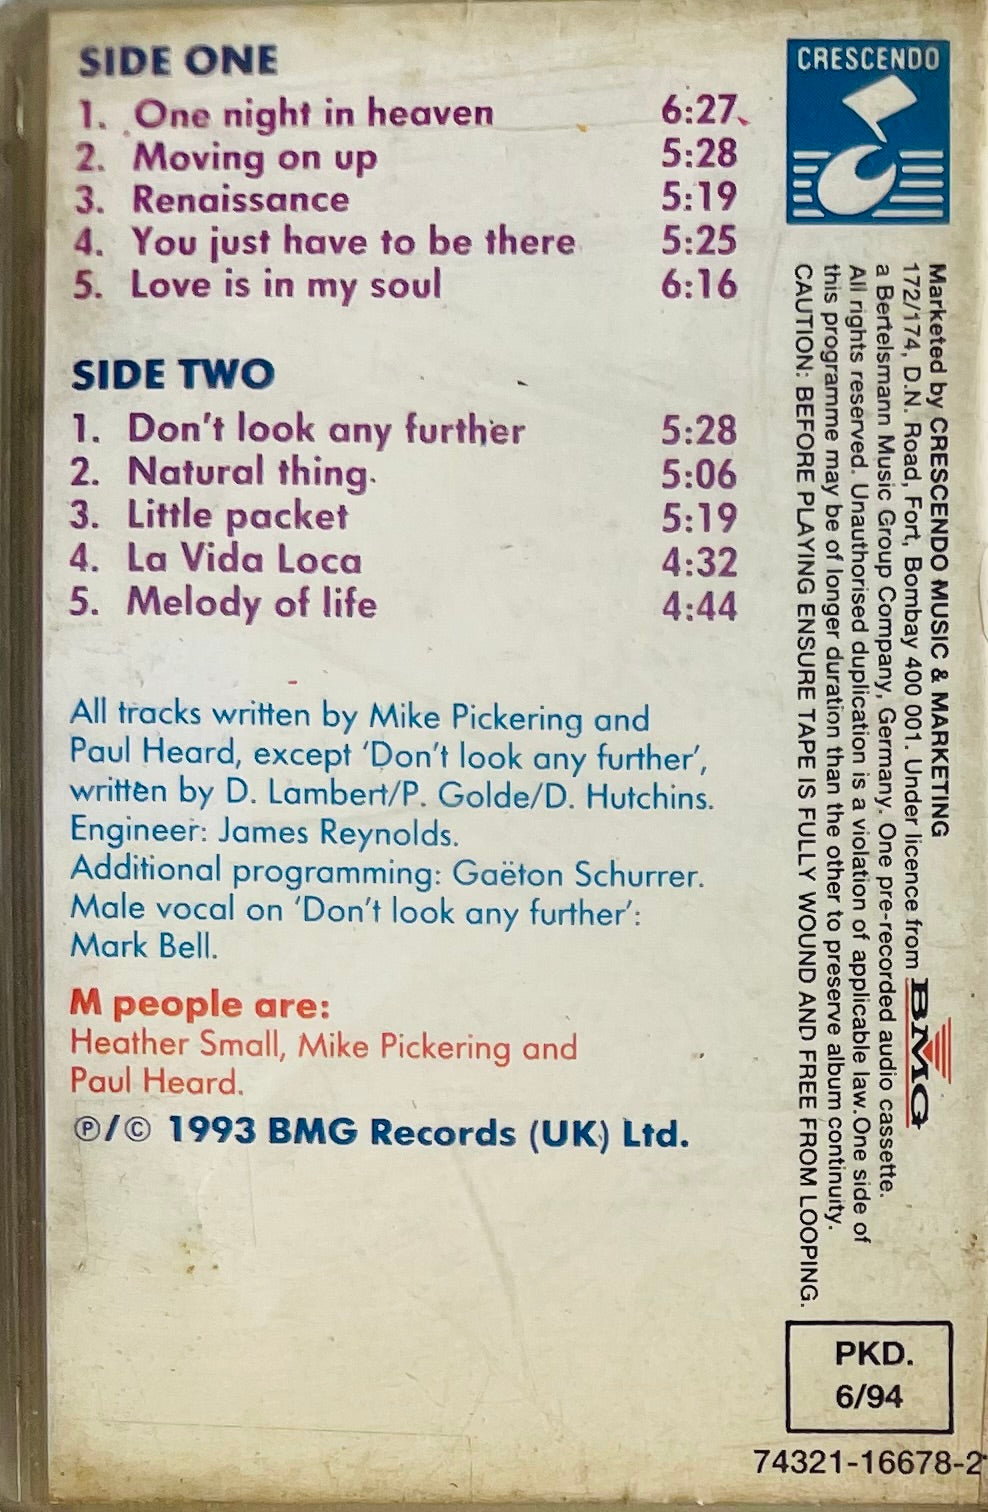 SIDE ONE
1. One night in heaven 6:27
2. Moving on up 5:28
3. Renaissance 5:19
4. You just have to be there 5:25
5. Love is in my soul 6:16
SIDE TWO
1. Don't look any further 5:28
2. Natural thing 5:06
3. Little packet 5:19
4. La Vida Loca 4:32
5. Melody of life 4:44
All tracks written by Mike Pickering and
Paul Heard, except ‘Don't look any further’,
written by D. Lambert/P. Golde/D. Hutchins.
Engineer: James Reynolds.
Additional programming: Gaëton Schurrer.
Male vocal on ‘Don't look any further’:
Mark Bell.
M people are:
Heather Small, Mike Pickering and
Paul Heard.
℗/© 1993 BMG Records (UK) Ltd.
CRESCENDO
Marketed by CRESCENDO MUSIC & MARKETING
172/174, D.N. Road, Fort, Bombay 400 001. Under licence from BMG
a Bertelsmann Music Group Company, Germany. One pre-recorded audio cassette.
All rights reserved. Unauthorised duplication is a violation of applicable law.One side of
this programme may be of longer duration than the other to preserve album continuity.
CAUTION: BEFORE PLAYING ENSURE TAPE IS FULLY WOUND AND FREE FROM LOOPING.
PKD.
6/94
74321-16678-2